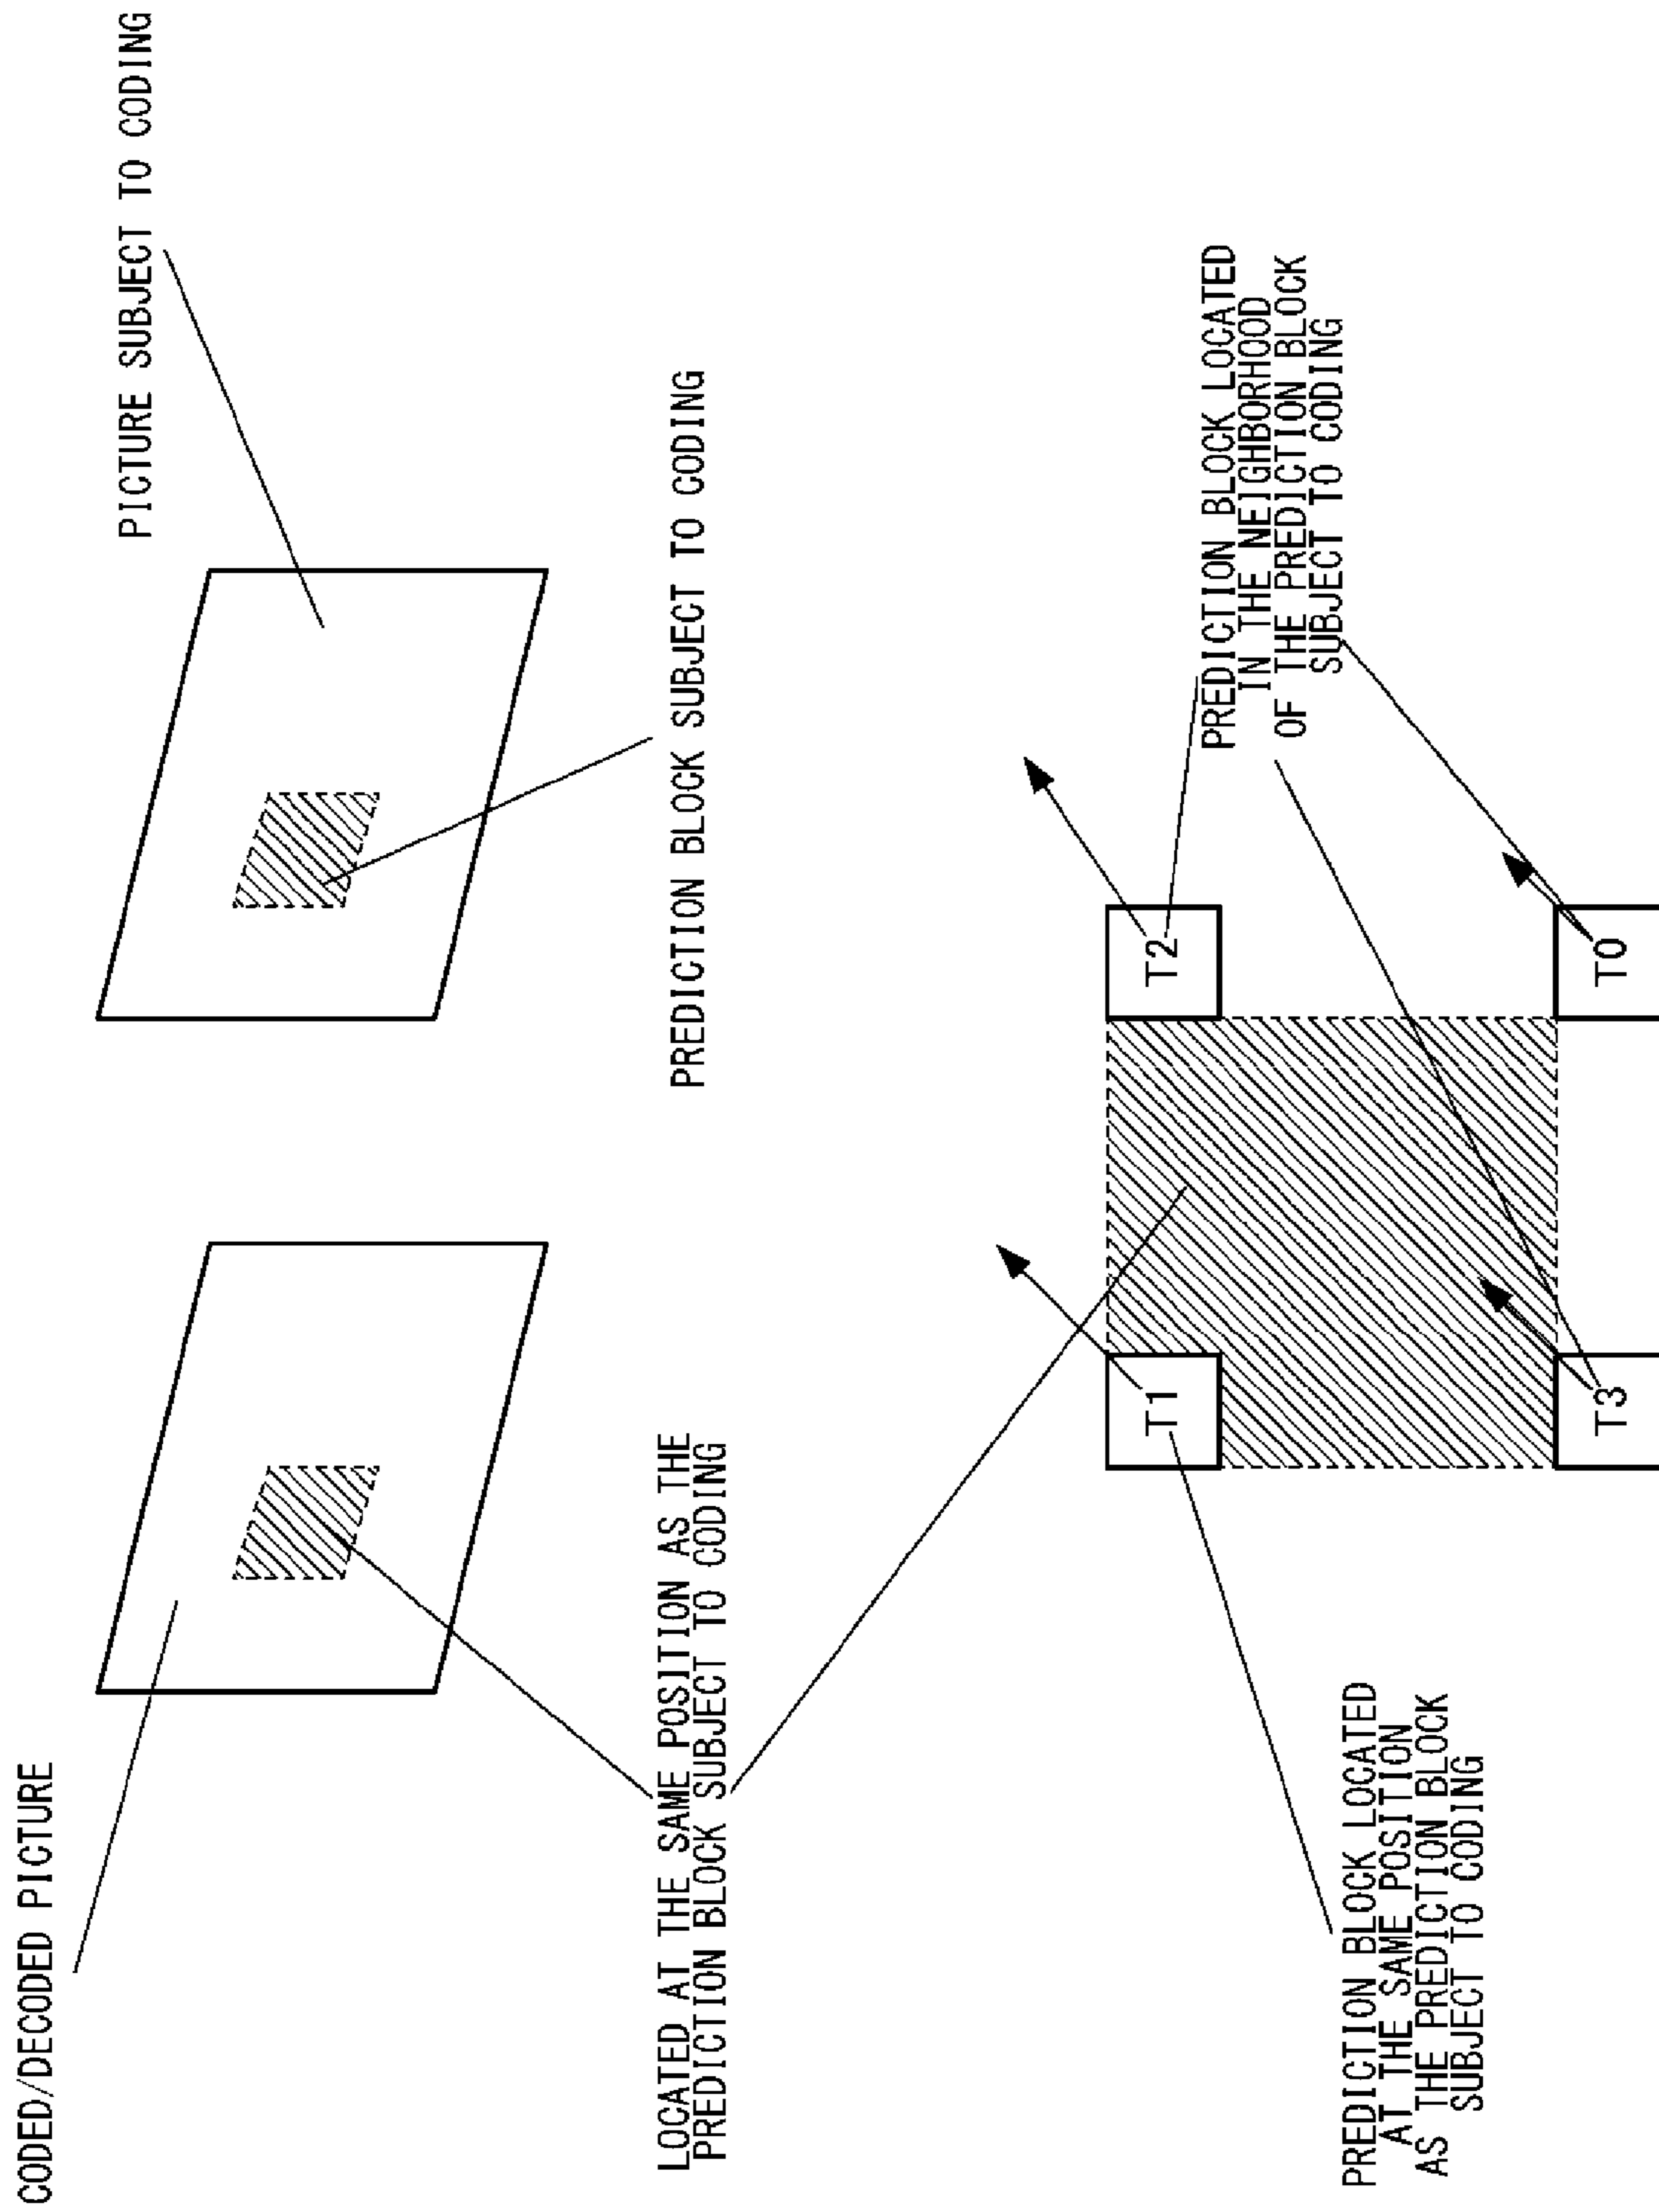 CODED/DECODED PICTURE
PICTURE SUBJECT TO CODING
LOCATED AT THE SAME POSITION AS THE
PREDICTION BLOCK SUBJECT TO CODING
PREDICTION BLOCK SUBJECT TO CODING
T1
T2
T3
T0
PREDICTION BLOCK LOCATED
AT THE SAME POSITION
AS THE PREDICTION BLOCK
SUBJECT TO CODING
PREDICTION BLOCK LOCATED
IN THE NEIGHBORHOOD
OF THE PREDICTION BLOCK
SUBJECT TO CODING